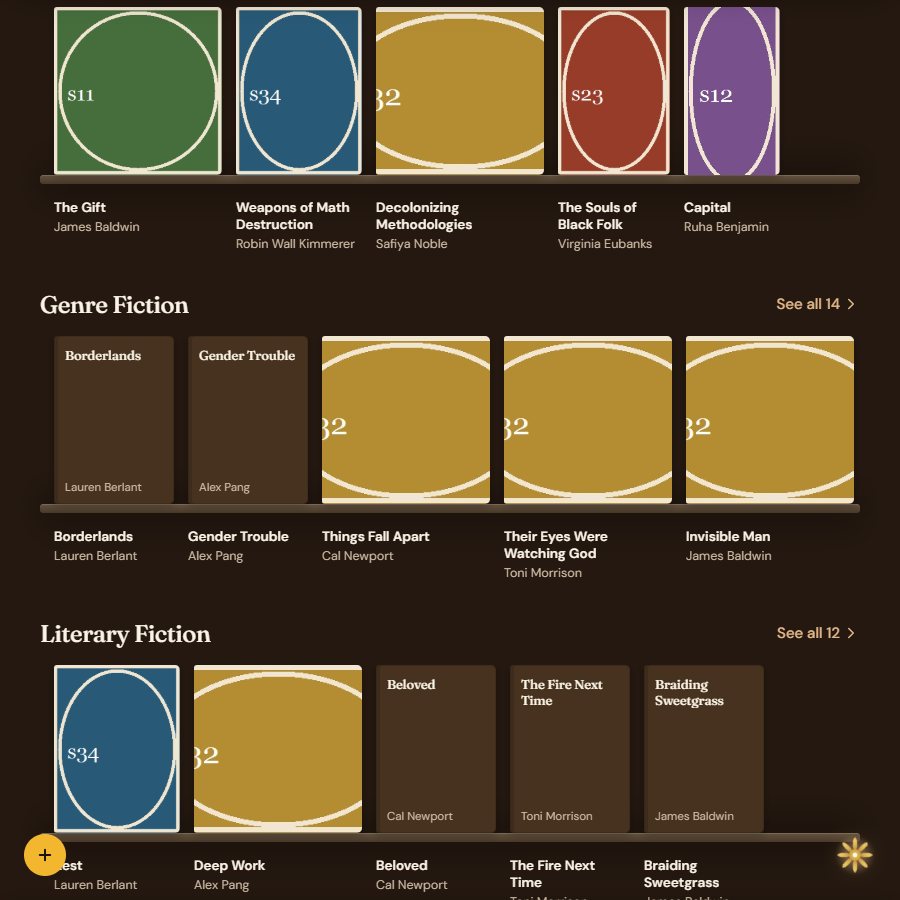 s11
s34
32
s23
s12
The Gift
James Baldwin
Weapons of Math
Destruction
Robin Wall Kimmerer
Decolonizing
Methodologies
Safiya Noble
The Souls of
Black Folk
Virginia Eubanks
Capital
Ruha Benjamin
Genre Fiction
See all 14
Borderlands
Lauren Berlant
Gender Trouble
Alex Pang
32
32
32
Borderlands
Lauren Berlant
Gender Trouble
Alex Pang
Things Fall Apart
Cal Newport
Their Eyes Were
Watching God
Toni Morrison
Invisible Man
James Baldwin
Literary Fiction
See all 12
s34
32
Beloved
Cal Newport
The Fire Next
Time
Toni Morrison
Braiding
Sweetgrass
James Baldwin
Lauren Berlant
Deep Work
Alex Pang
Beloved
Cal Newport
The Fire Next
Time
Braiding
Sweetgrass